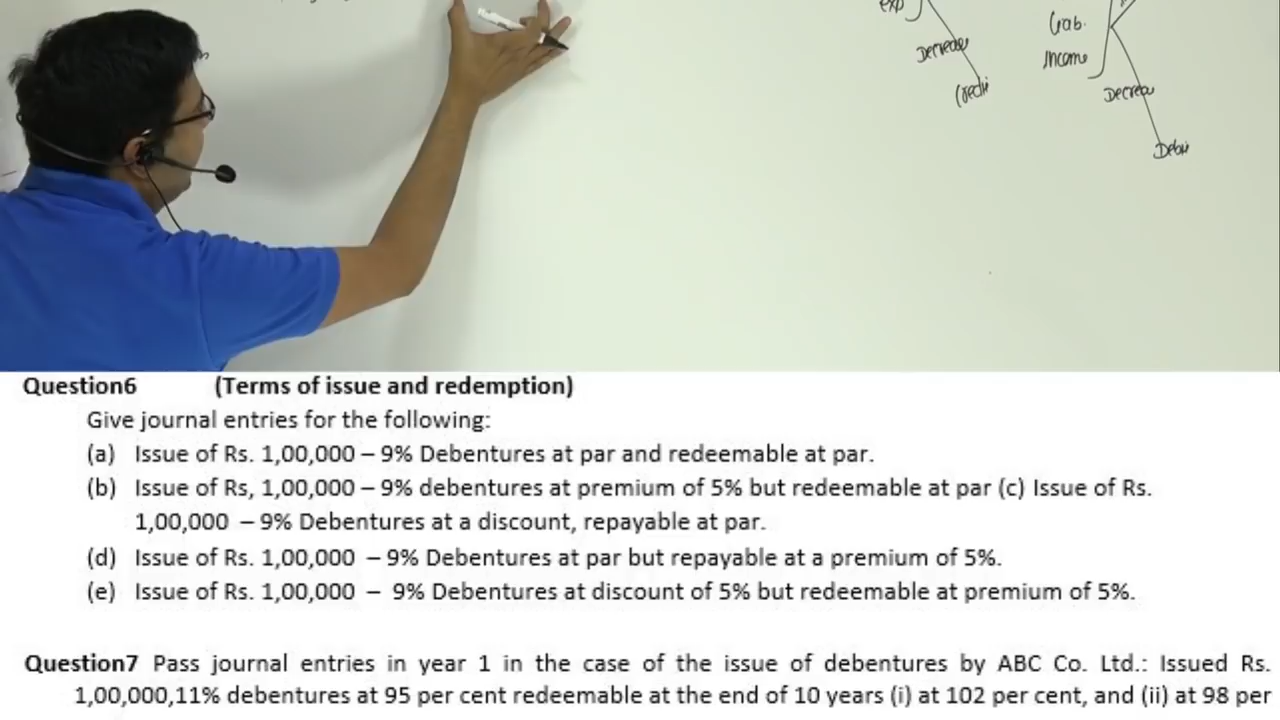 exp
Decrease
Credit
Liab.
Income
Decrea
Debit
Question6 (Terms of issue and redemption)
Give journal entries for the following:
(a) Issue of Rs. 1,00,000 – 9% Debentures at par and redeemable at par.
(b) Issue of Rs, 1,00,000 – 9% debentures at premium of 5% but redeemable at par (c) Issue of Rs.
1,00,000 – 9% Debentures at a discount, repayable at par.
(d) Issue of Rs. 1,00,000 – 9% Debentures at par but repayable at a premium of 5%.
(e) Issue of Rs. 1,00,000 – 9% Debentures at discount of 5% but redeemable at premium of 5%.
Question7 Pass journal entries in year 1 in the case of the issue of debentures by ABC Co. Ltd.: Issued Rs.
1,00,000,11% debentures at 95 per cent redeemable at the end of 10 years (i) at 102 per cent, and (ii) at 98 per